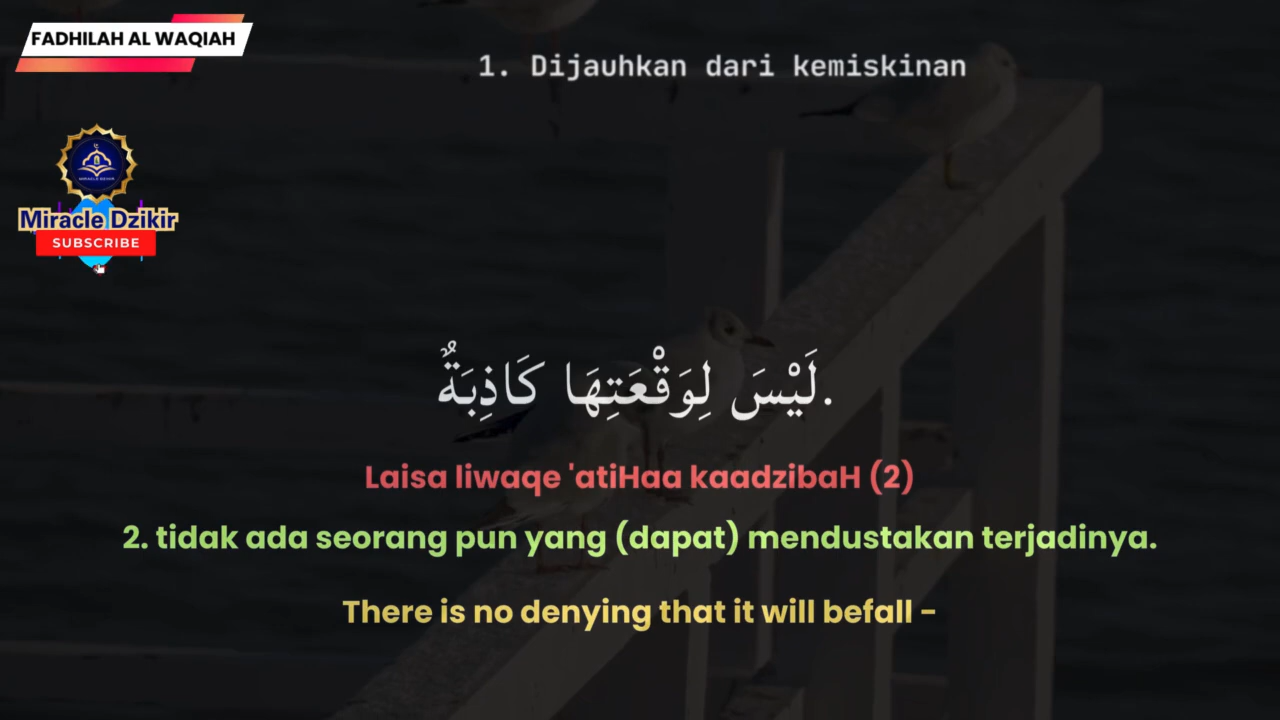 FADHILAH AL WAQIAH
1. Dijauhkan dari kemiskinan
Miracle Dzikir
SUBSCRIBE
لَيْسَ لِوَقْعَتِهَا كَاذِبَةٌ.
Laisa liwaqe 'atiHaa kaadzibaH (2)
2. tidak ada seorang pun yang (dapat) mendustakan terjadinya.
There is no denying that it will befall –